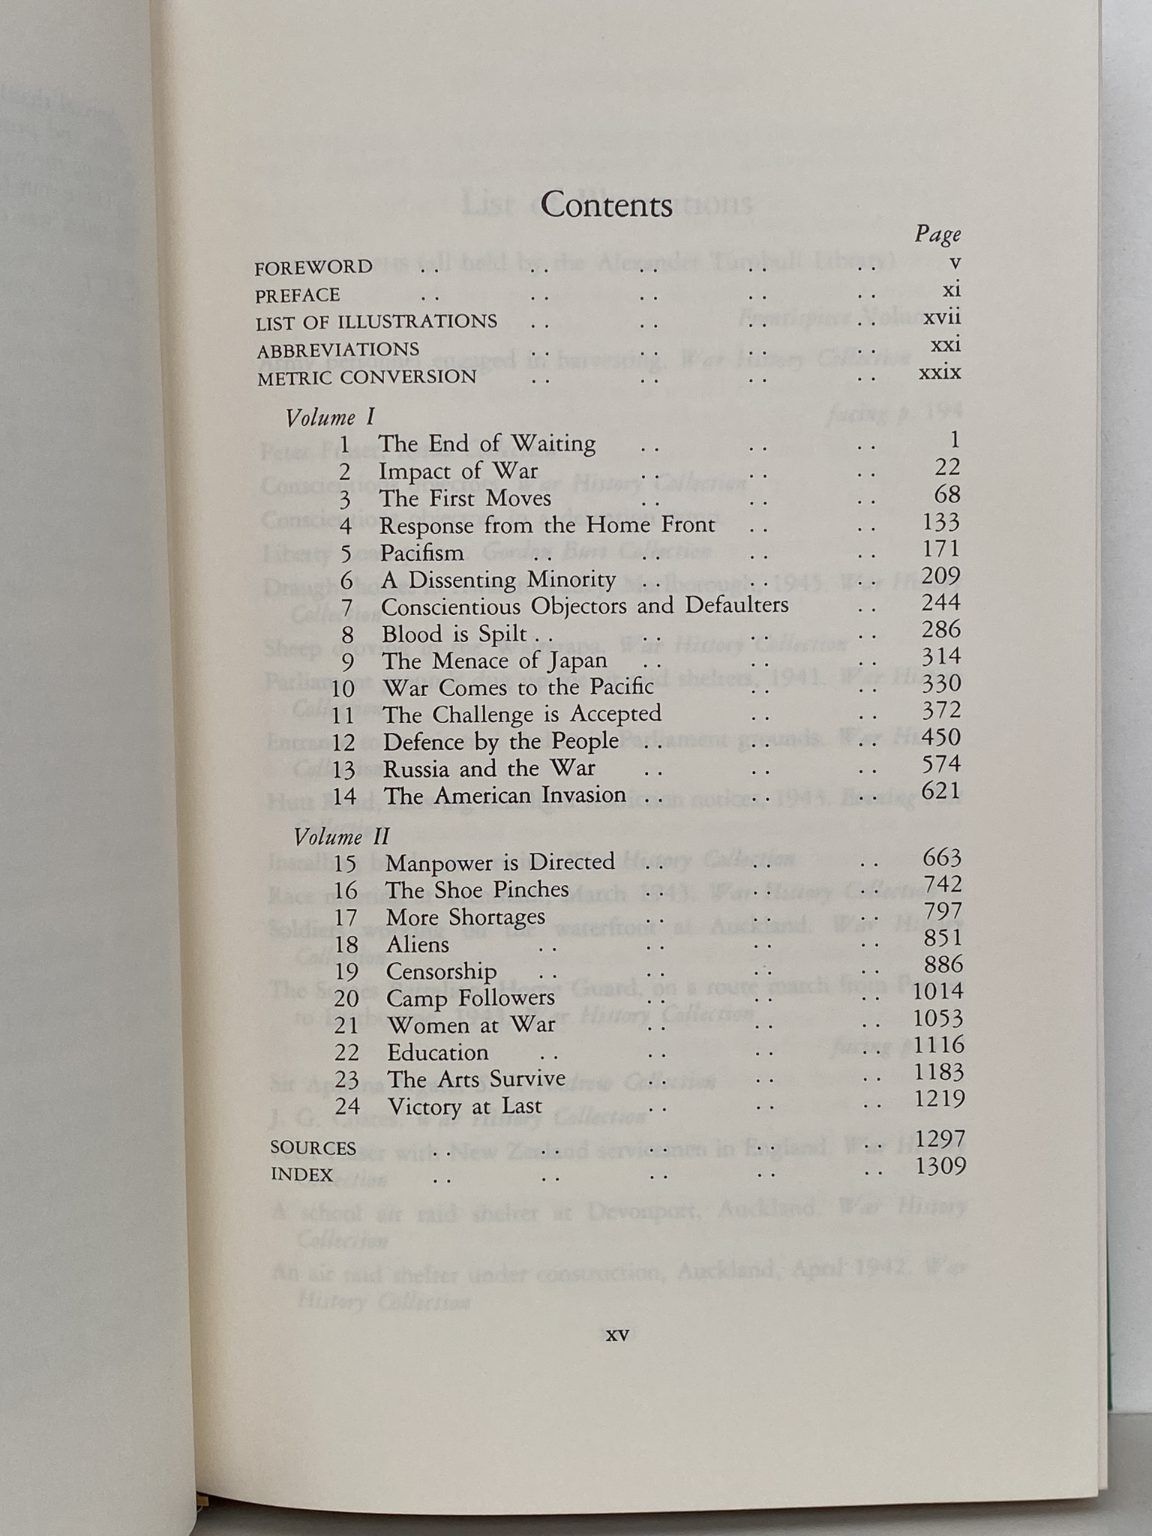 Contents
Page
FOREWORD .. .. .. .. .. v
PREFACE .. .. .. .. .. xi
LIST OF ILLUSTRATIONS .. .. .. .. xvii
ABBREVIATIONS .. .. .. .. xxi
METRIC CONVERSION .. .. .. .. xxix
Volume I
1 The End of Waiting .. .. .. 1
2 Impact of War .. .. .. 22
3 The First Moves .. .. .. 68
4 Response from the Home Front .. .. 133
5 Pacifism .. .. .. .. 171
6 A Dissenting Minority .. .. .. 209
7 Conscientious Objectors and Defaulters .. 244
8 Blood is Spilt .. .. .. .. 286
9 The Menace of Japan .. .. .. 314
10 War Comes to the Pacific .. .. 330
11 The Challenge is Accepted .. .. 372
12 Defence by the People .. .. .. 450
13 Russia and the War .. .. .. 574
14 The American Invasion .. .. .. 621
Volume II
15 Manpower is Directed .. .. .. 663
16 The Shoe Pinches .. .. .. 742
17 More Shortages .. .. .. 797
18 Aliens .. .. .. .. 851
19 Censorship .. .. .. .. 886
20 Camp Followers .. .. .. 1014
21 Women at War .. .. .. 1053
22 Education .. .. .. .. 1116
23 The Arts Survive .. .. .. 1183
24 Victory at Last .. .. .. 1219
SOURCES .. .. .. .. .. 1297
INDEX .. .. .. .. .. 1309
xv